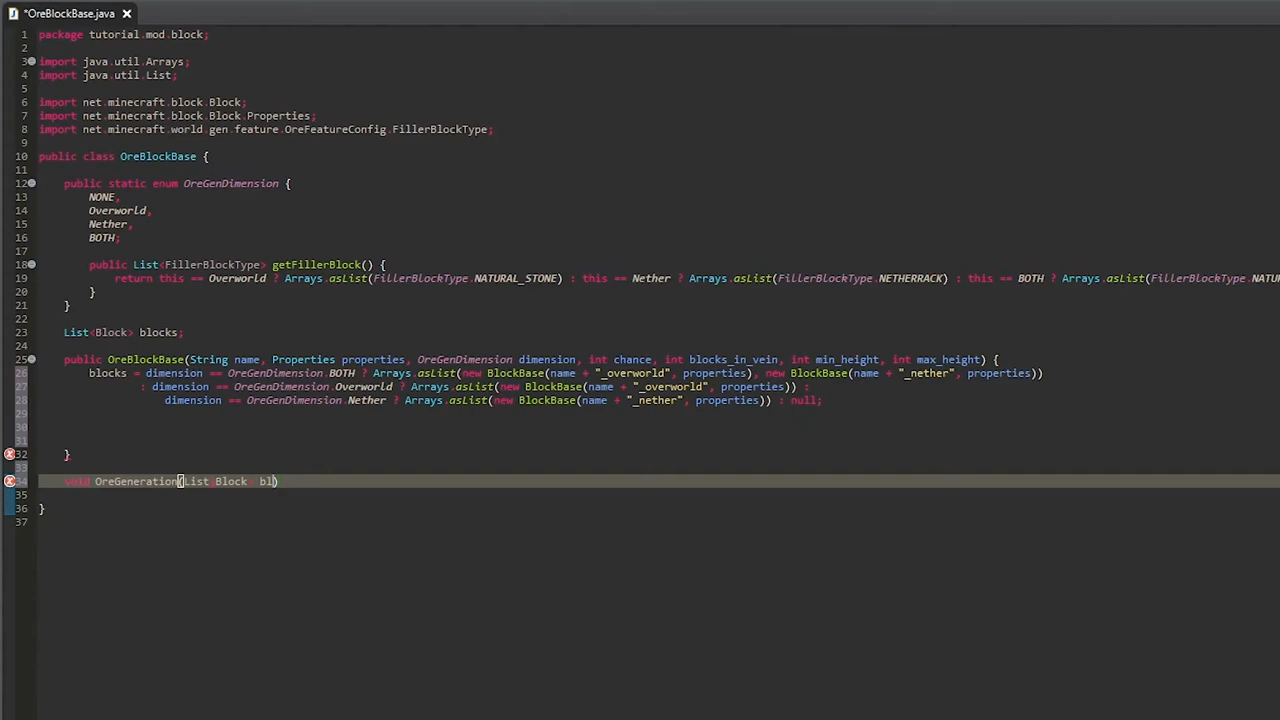 *OreBlockBase.java
1 package tutorial.mod.block;
2
3 import java.util.Arrays;
4 import java.util.List;
5
6 import net.minecraft.block.Block;
7 import net.minecraft.block.Block.Properties;
8 import net.minecraft.world.gen.feature.OreFeatureConfig.FillerBlockType;
9
10 public class OreBlockBase {
11
12 public static enum OreGenDimension {
13 NONE,
14 Overworld,
15 Nether,
16 BOTH;
17
18 public List<FillerBlockType> getFillerBlock() {
19 return this == Overworld ? Arrays.asList(FillerBlockType.NATURAL_STONE) : this == Nether ? Arrays.asList(FillerBlockType.NETHERRACK) : this == BOTH ? Arrays.asList(FillerBlockType.NATUR
20 }
21 }
22
23 List<Block> blocks;
24
25 public OreBlockBase(String name, Properties properties, OreGenDimension dimension, int chance, int blocks_in_vein, int min_height, int max_height) {
26 blocks = dimension == OreGenDimension.BOTH ? Arrays.asList(new BlockBase(name + "_overworld", properties), new BlockBase(name + "_nether", properties))
27 : dimension == OreGenDimension.Overworld ? Arrays.asList(new BlockBase(name + "_overworld", properties)) :
28 dimension == OreGenDimension.Nether ? Arrays.asList(new BlockBase(name + "_nether", properties)) : null;
29
30
31
32 }
33
34 void OreGeneration(List<Block> bl)
35
36 }
37